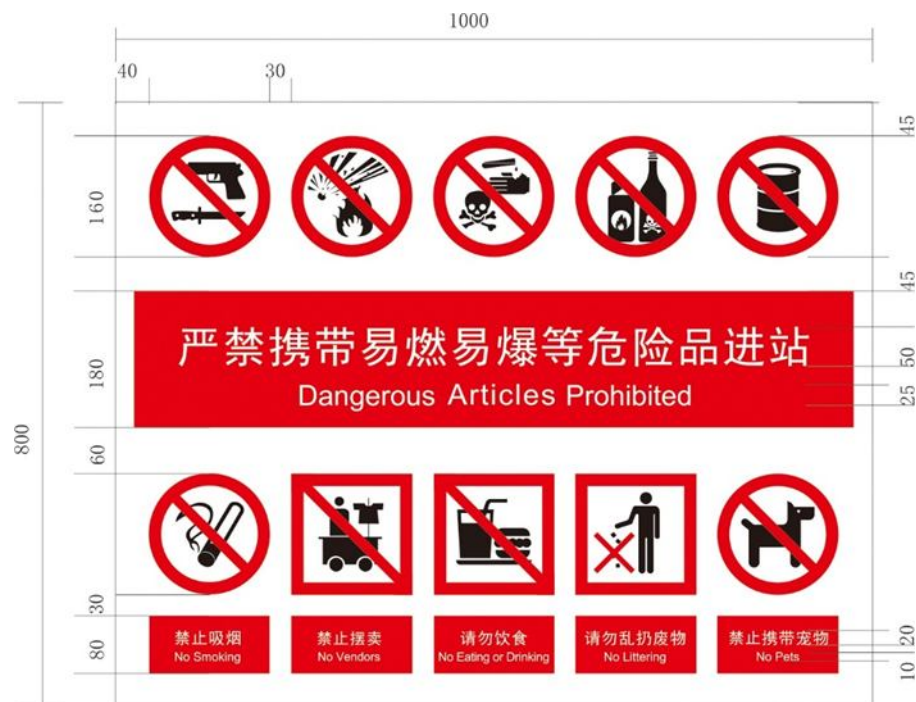 1000
40
30
45
160
45
严禁携带易燃易爆等危险品进站
Dangerous Articles Prohibited
180
50
25
800
60
30
禁止吸烟
No Smoking
禁止摆卖
No Vendors
请勿饮食
No Eating or Drinking
请勿乱扔废物
No Littering
禁止携带宠物
No Pets
80
20
10